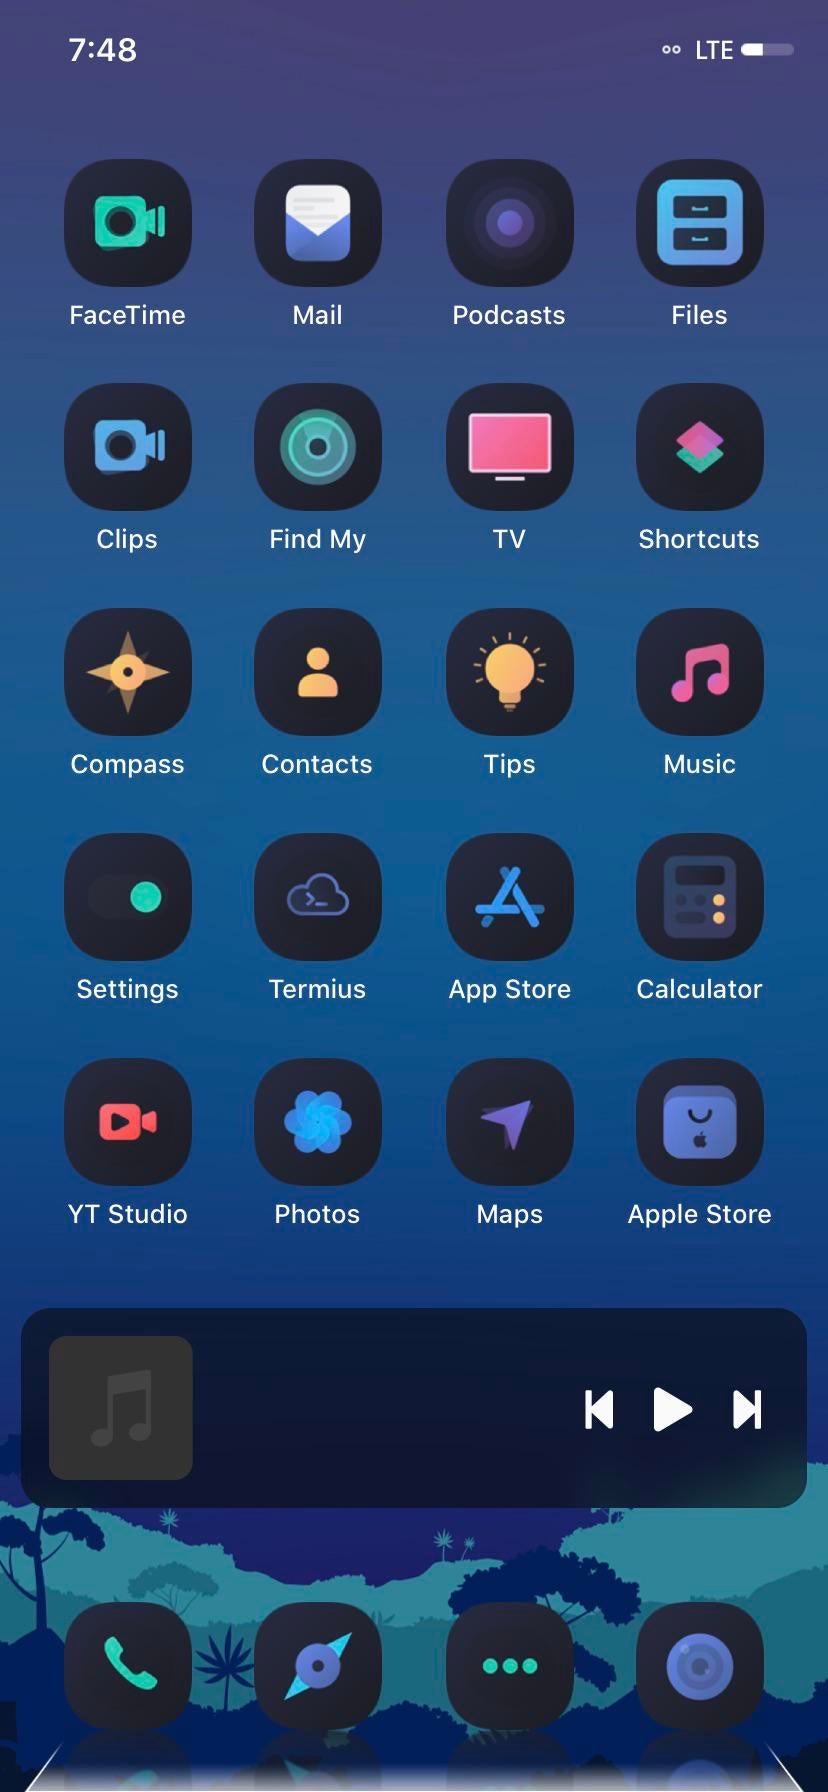 7:48 LTE
FaceTime Mail Podcasts Files
Clips Find My TV Shortcuts
Compass Contacts Tips Music
Settings Termius App Store Calculator
YT Studio Photos Maps Apple Store